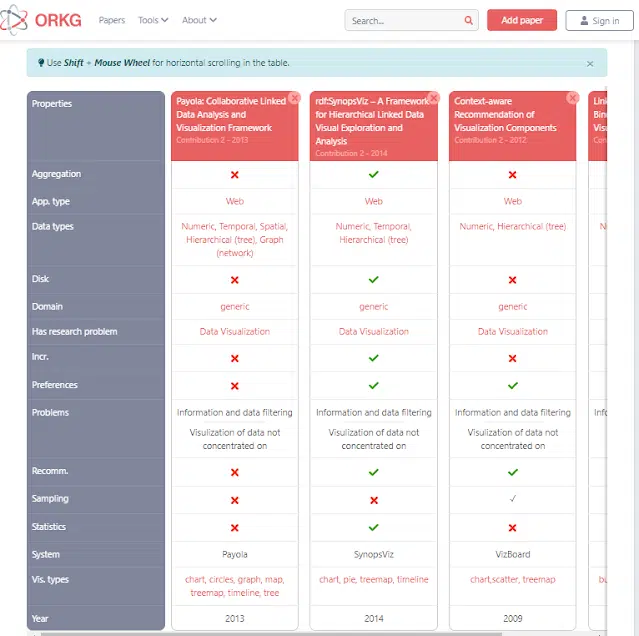 ORKG Papers Tools About Search... Add paper Sign in
Use Shift + Mouse Wheel for horizontal scrolling in the table. ×
Properties
Payola: Collaborative Linked
Data Analysis and
Visualization Framework
Contribution 2 - 2013
rdf:SynopsViz – A Framework
for Hierarchical Linked Data
Visual Exploration and
Analysis
Contribution 2 - 2014
Context-aware
Recommendation of
Visualization Components
Contribution 2 - 2012
Aggregation ✘ ✔ ✘
App. type Web Web Web
Data types
Numeric, Temporal, Spatial,
Hierarchical (tree), Graph
(network)
Numeric, Temporal,
Hierarchical (tree)
Numeric, Hierarchical (tree)
Disk ✘ ✔ ✘
Domain generic generic generic
Has research problem Data Visualization Data Visualization Data Visualization
Incr. ✘ ✔ ✘
Preferences ✘ ✔ ✔
Problems
Information and data filtering
Visulization of data not
concentrated on
Information and data filtering
Visulization of data not
concentrated on
Information and data filtering
Visulization of data not
concentrated on
Recomm. ✘ ✔ ✔
Sampling ✘ ✘ ✓
Statistics ✘ ✔ ✘
System Payola SynopsViz VizBoard
Vis. types
chart, circles, graph, map,
treemap, timeline, tree
chart, pie, treemap, timeline
chart,scatter, treemap
Year 2013 2014 2009